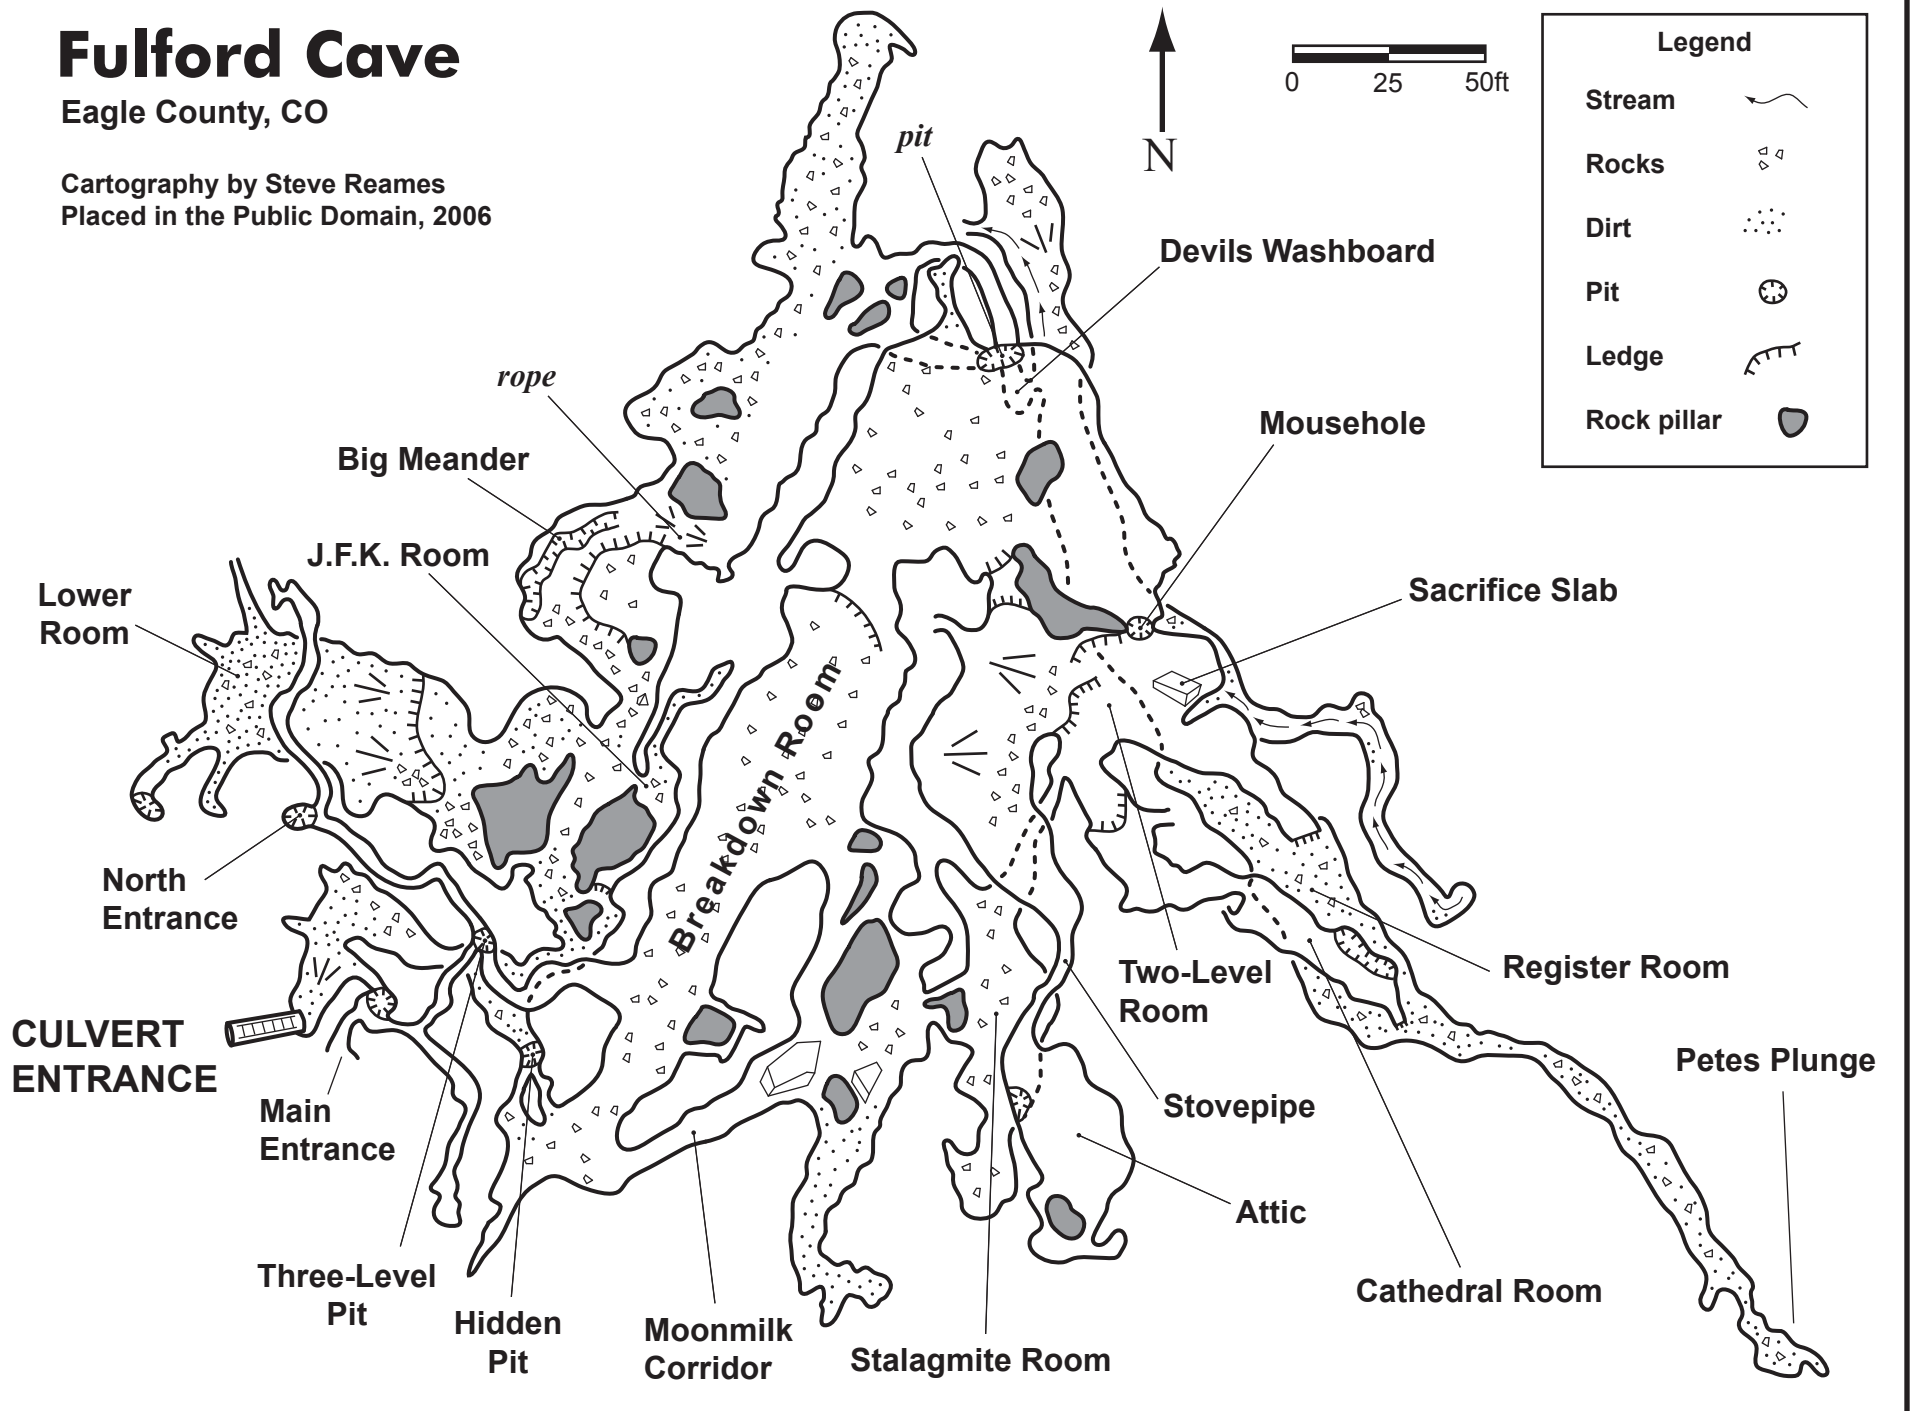 Fulford Cave
Eagle County, CO
Cartography by Steve Reames
Placed in the Public Domain, 2006
N
0 25 50ft
Legend
Stream
Rocks
Dirt
Pit
Ledge
Rock pillar
pit
Devils Washboard
rope
Mousehole
Big Meander
J.F.K. Room
Sacrifice Slab
Lower
Room
Breakdown Room
North
Entrance
Two-Level
Room
Register Room
CULVERT
ENTRANCE
Petes Plunge
Main
Entrance
Stovepipe
Attic
Three-Level
Pit
Hidden
Pit
Moonmilk
Corridor
Stalagmite Room
Cathedral Room